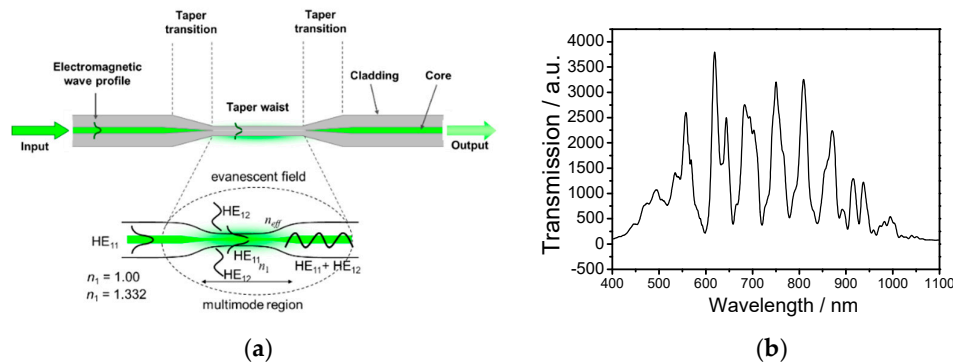 Taper transition
Taper transition
Electromagnetic wave profile
Cladding
Core
Taper waist
Input
Output
evanescent field
HE12
neff
HE11
HE11
n1
HE12
HE11 + HE12
n1 = 1.00
n1 = 1.332
multimode region
(a)
Transmission / a.u.
4000
3500
3000
2500
2000
1500
1000
500
0
-500
400 500 600 700 800 900 1000 1100
Wavelength / nm
(b)